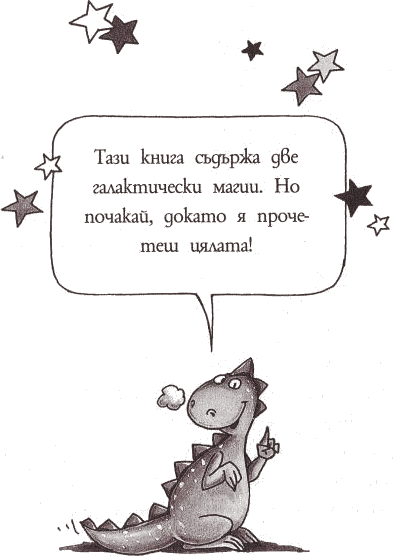 Тази книга съдържа две
галактически магии. Но
почакай, докато я проче-
теш цялата!